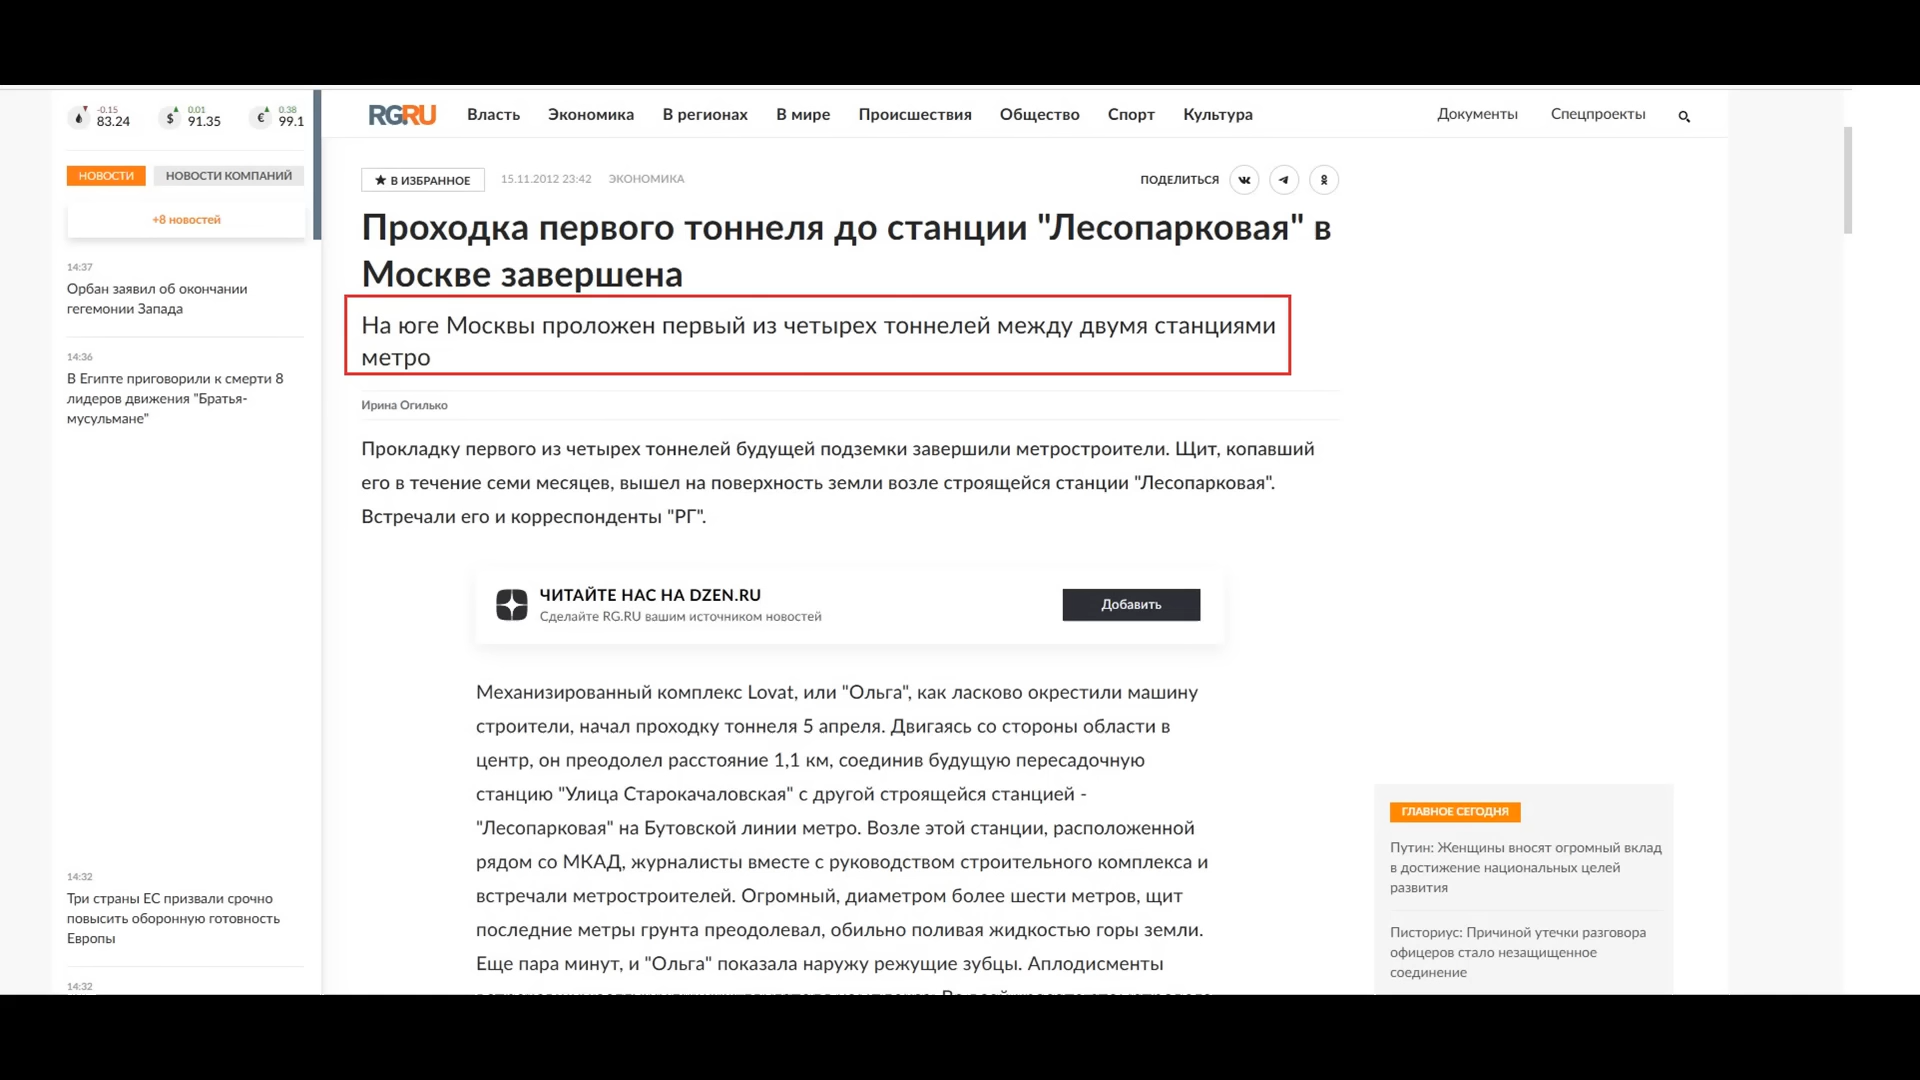 -0.15
83.24
0.01
91.35
0.38
99.1
RG.RU
Власть Экономика В регионах В мире Происшествия Общество Спорт Культура
Документы Спецпроекты
НОВОСТИ НОВОСТИ КОМПАНИЙ
+8 новостей
14:37
Орбан заявил об окончании
гегемонии Запада
14:36
В Египте приговорили к смерти 8
лидеров движения "Братья-
мусульмане"
14:32
Три страны ЕС призвали срочно
повысить оборонную готовность
Европы
14:32
В ИЗБРАННОЕ 15.11.2012 23:42 ЭКОНОМИКА
ПОДЕЛИТЬСЯ
Проходка первого тоннеля до станции "Лесопарковая" в
Москве завершена
На юге Москвы проложен первый из четырех тоннелей между двумя станциями
метро
Ирина Огилько
Прокладку первого из четырех тоннелей будущей подземки завершили метростроители. Щит, копавший
его в течение семи месяцев, вышел на поверхность земли возле строящейся станции "Лесопарковая".
Встречали его и корреспонденты "РГ".
ЧИТАЙТЕ НАС НА DZEN.RU
Сделайте RG.RU вашим источником новостей
Добавить
Механизированный комплекс Lovat, или "Ольга", как ласково окрестили машину
строители, начал проходку тоннеля 5 апреля. Двигаясь со стороны области в
центр, он преодолел расстояние 1,1 км, соединив будущую пересадочную
станцию "Улица Старокачаловская" с другой строящейся станцией -
"Лесопарковая" на Бутовской линии метро. Возле этой станции, расположенной
рядом со МКАД, журналисты вместе с руководством строительного комплекса и
встречали метростроителей. Огромный, диаметром более шести метров, щит
последние метры грунта преодолевал, обильно поливая жидкостью горы земли.
Еще пара минут, и "Ольга" показала наружу режущие зубцы. Аплодисменты
ГЛАВНОЕ СЕГОДНЯ
Путин: Женщины вносят огромный вклад
в достижение национальных целей
развития
Писториус: Причиной утечки разговора
офицеров стало незащищенное
соединение